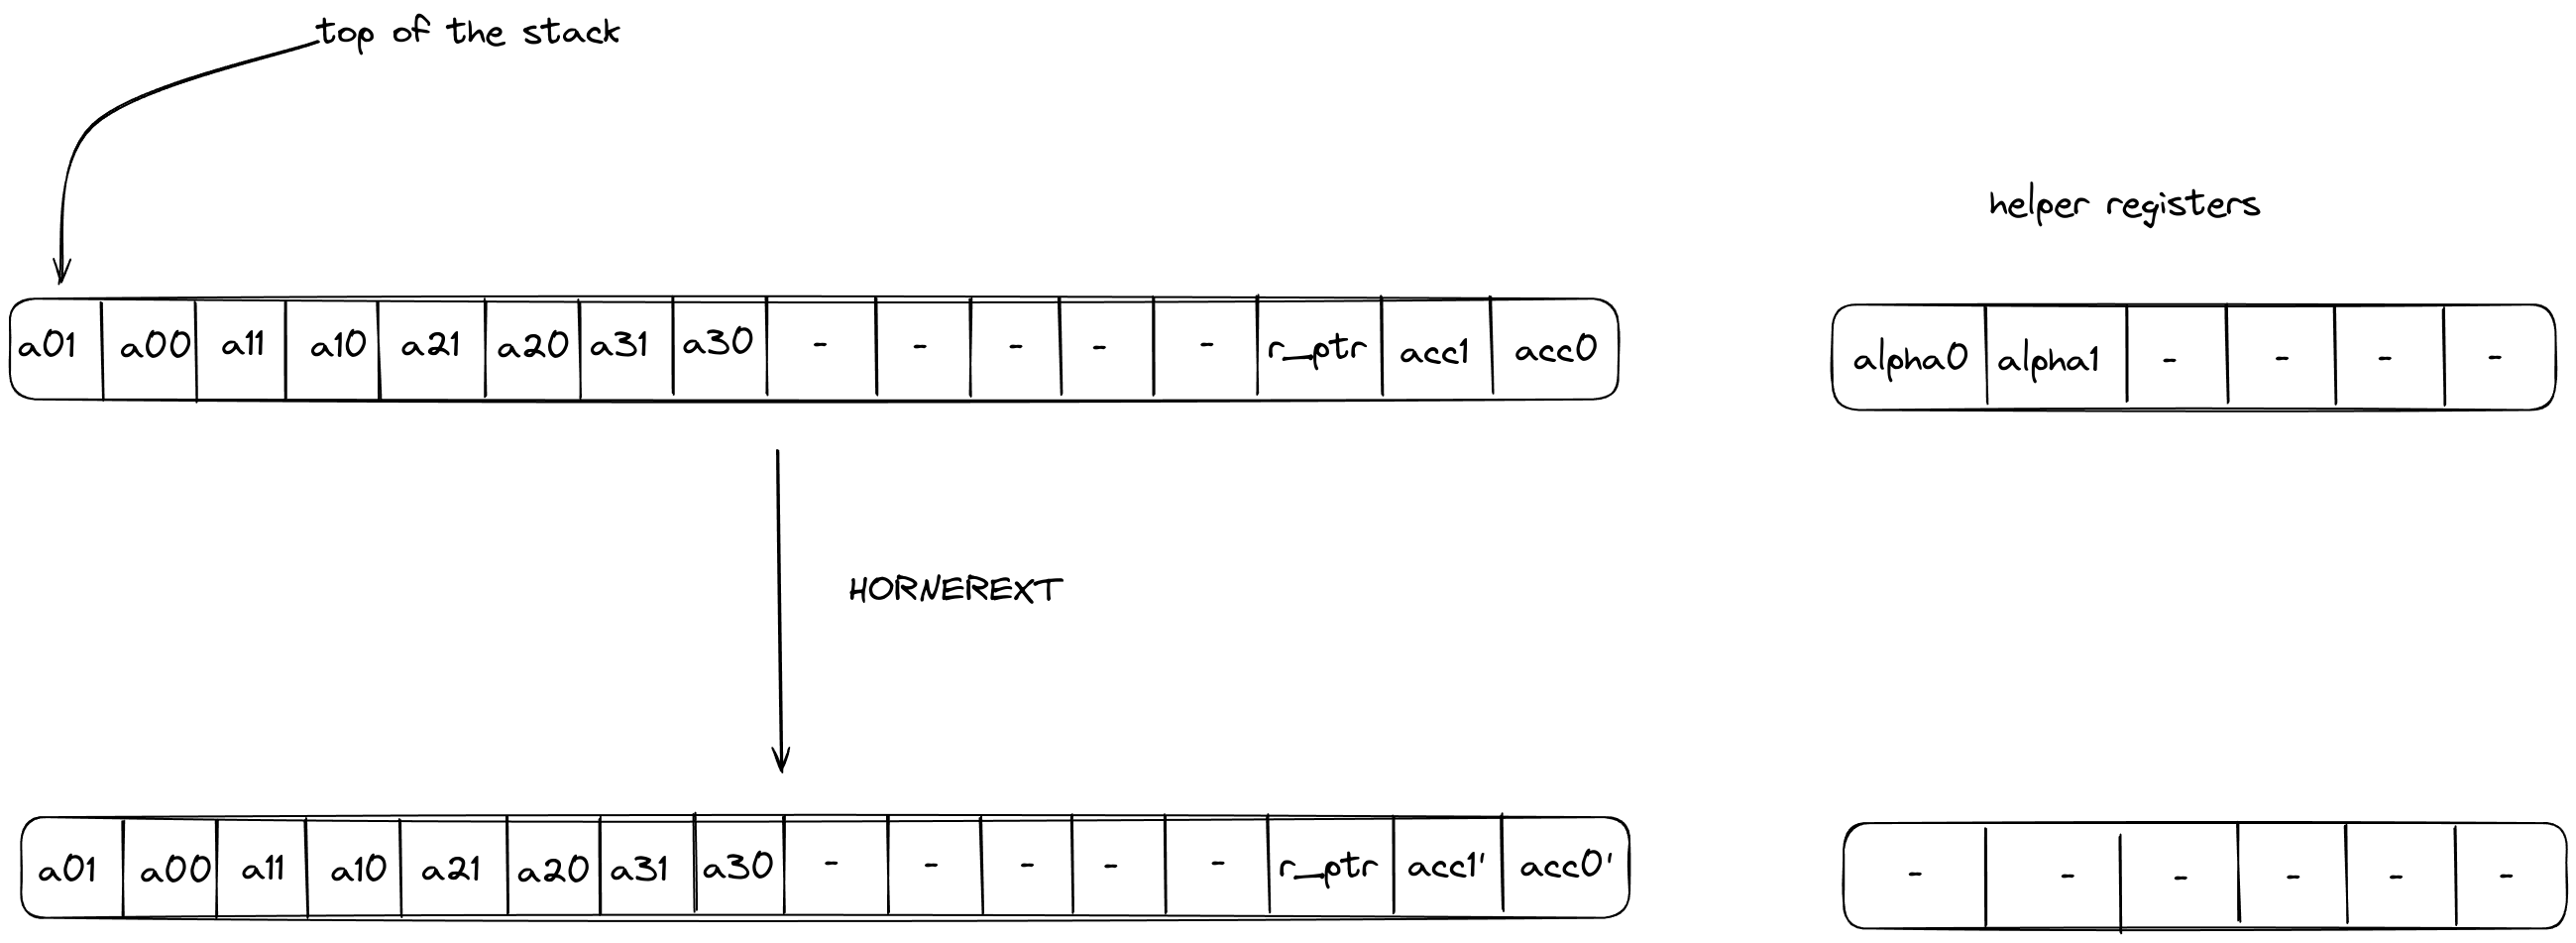 top of the stack
helper registers
a01 a00 a11 a10 a21 a20 a31 a30 - - - - - r_ptr acc1 acc0
alpha0 alpha1 - - - -
HORNEREXT
a01 a00 a11 a10 a21 a20 a31 a30 - - - - - r_ptr acc1' acc0'
- - - - - -